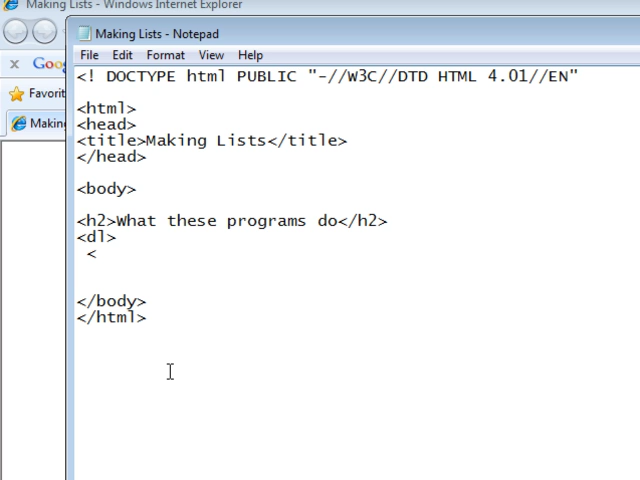 Making Lists - Windows Internet Explorer
Making Lists - Notepad
File Edit Format View Help
x Goo
Favorit
Making
<! DOCTYPE html PUBLIC "-//W3C//DTD HTML 4.01//EN"
<html>
<head>
<title>Making Lists</title>
</head>
<body>
<h2>What these programs do</h2>
<dl>
<
</body>
</html>